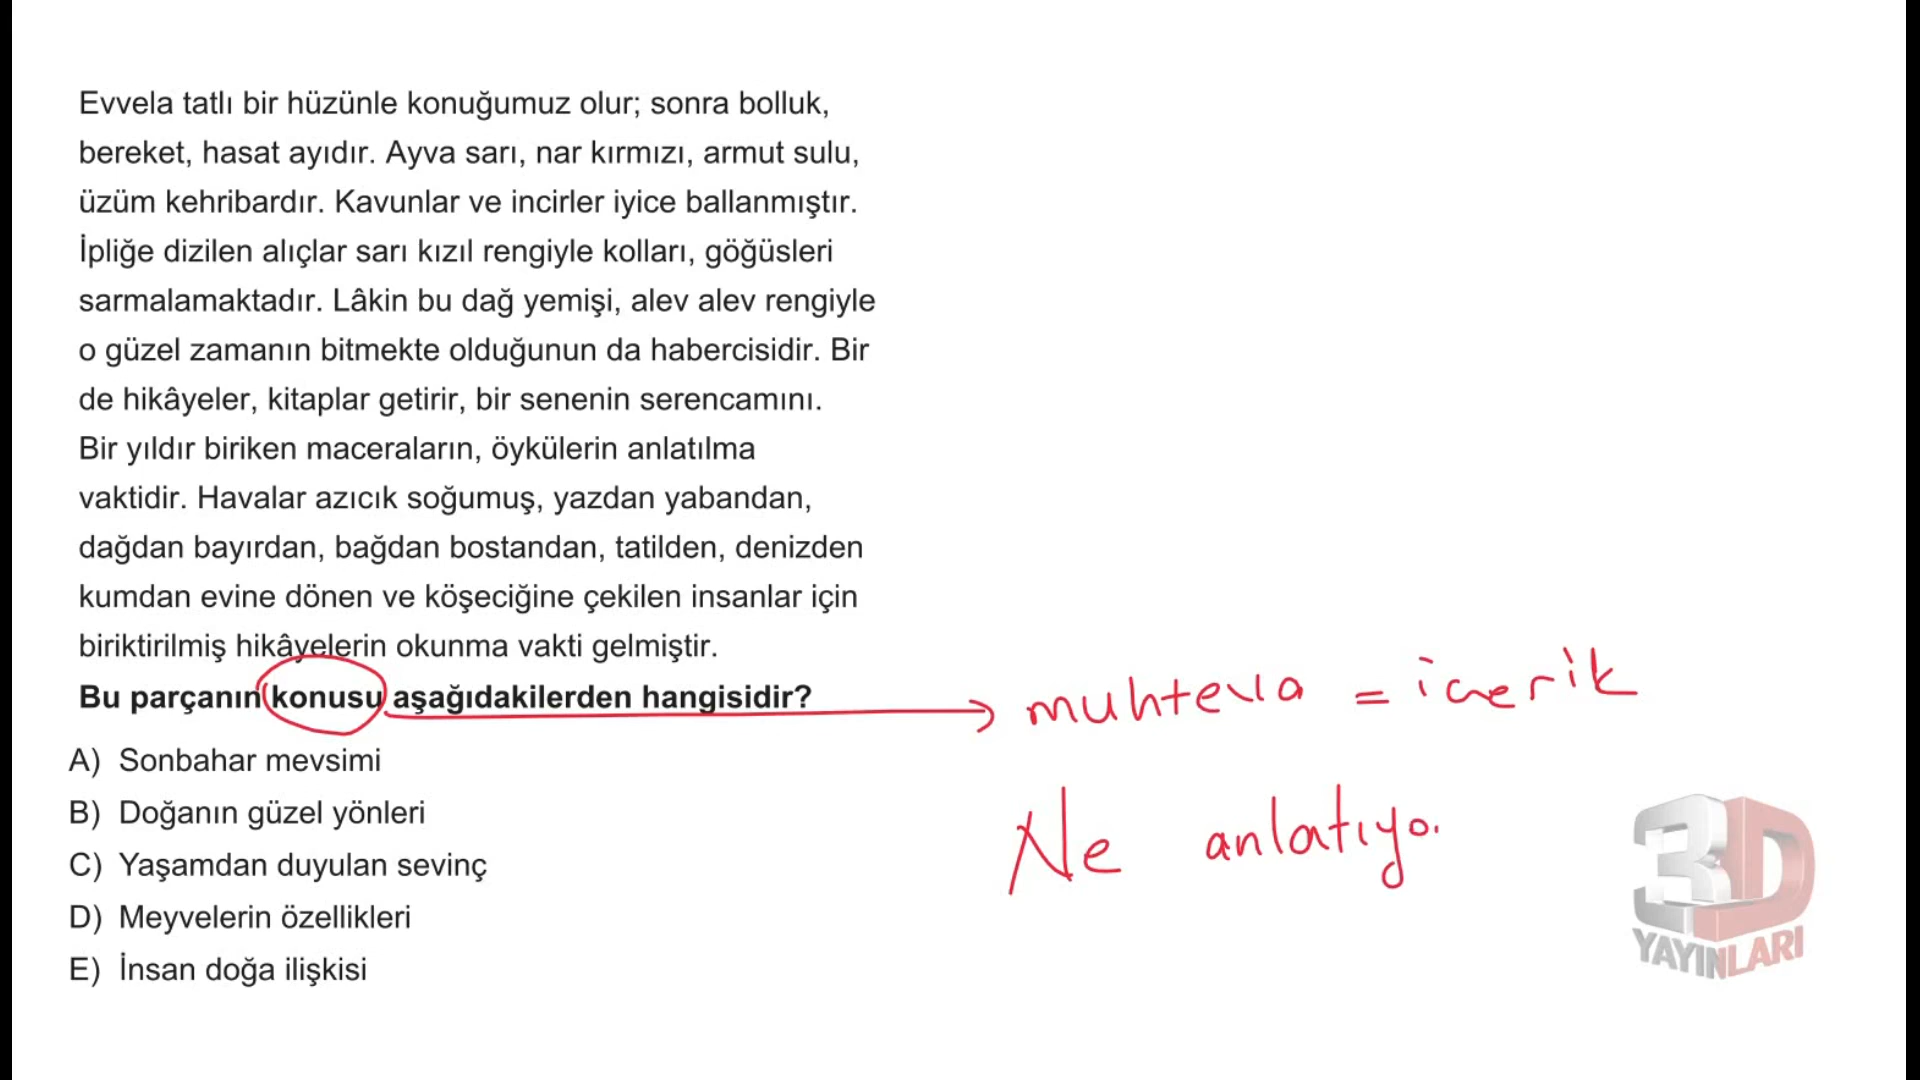 Evvela tatlı bir hüzünle konuğumuz olur; sonra bolluk,
bereket, hasat ayıdır. Ayva sarı, nar kırmızı, armut sulu,
üzüm kehribardır. Kavunlar ve incirler iyice ballanmıştır.
İpliğe dizilen alıçlar sarı kızıl rengiyle kolları, göğüsleri
sarmalamaktadır. Lâkin bu dağ yemişi, alev alev rengiyle
o güzel zamanın bitmekte olduğunun da habercisidir. Bir
de hikâyeler, kitaplar getirir, bir senenin serencamını.
Bir yıldır biriken maceraların, öykülerin anlatılma
vaktidir. Havalar azıcık soğumuş, yazdan yabandan,
dağdan bayırdan, bağdan bostandan, tatilden, denizden
kumdan evine dönen ve köşeciğine çekilen insanlar için
biriktirilmiş hikâyelerin okunma vakti gelmiştir.
Bu parçanın konusu aşağıdakilerden hangisidir?
muhteva = içerik
Ne anlatıyo.
A) Sonbahar mevsimi
B) Doğanın güzel yönleri
C) Yaşamdan duyulan sevinç
D) Meyvelerin özellikleri
E) İnsan doğa ilişkisi
3D
YAYINLARI